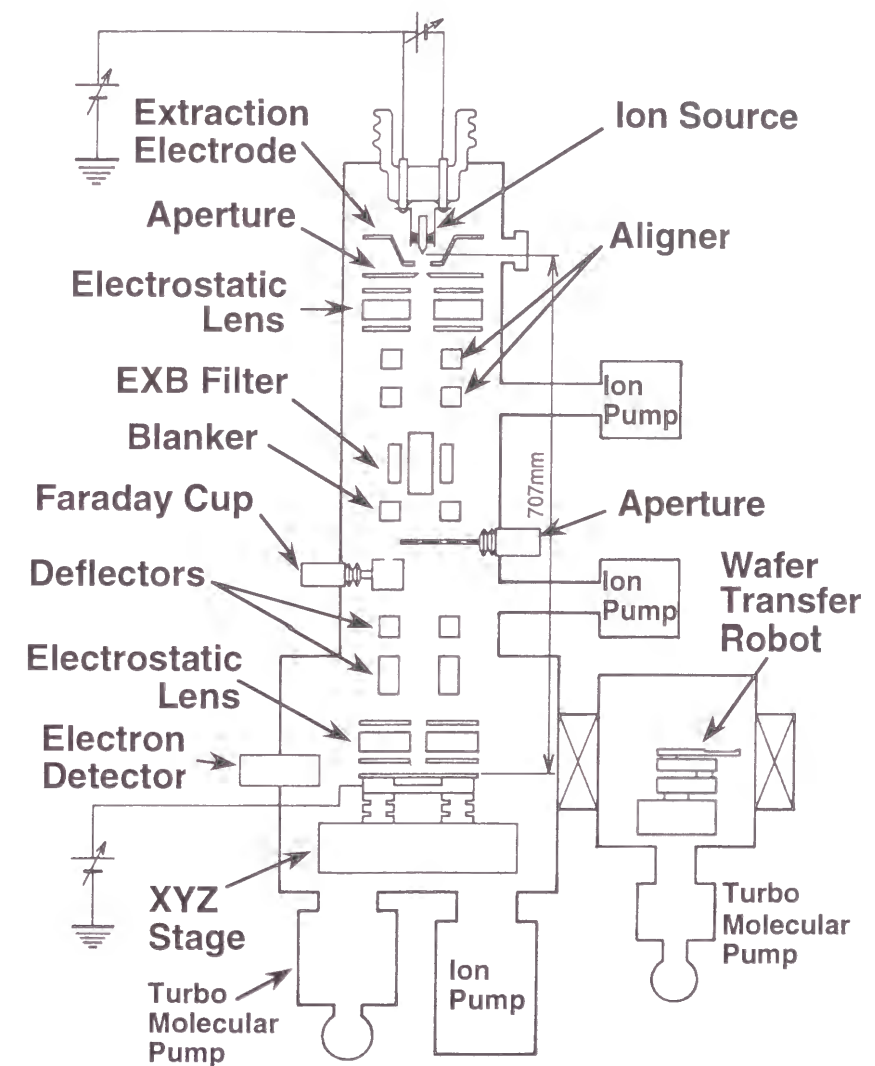 Extraction
Electrode
Ion Source
Aperture
Aligner
Electrostatic
Lens
EXB Filter
Ion
Pump
Blanker
707mm
Faraday Cup
Aperture
Deflectors
Ion
Pump
Wafer
Transfer
Robot
Electrostatic
Lens
Electron
Detector
XYZ
Stage
Turbo
Molecular
Pump
Ion
Pump
Turbo
Molecular
Pump